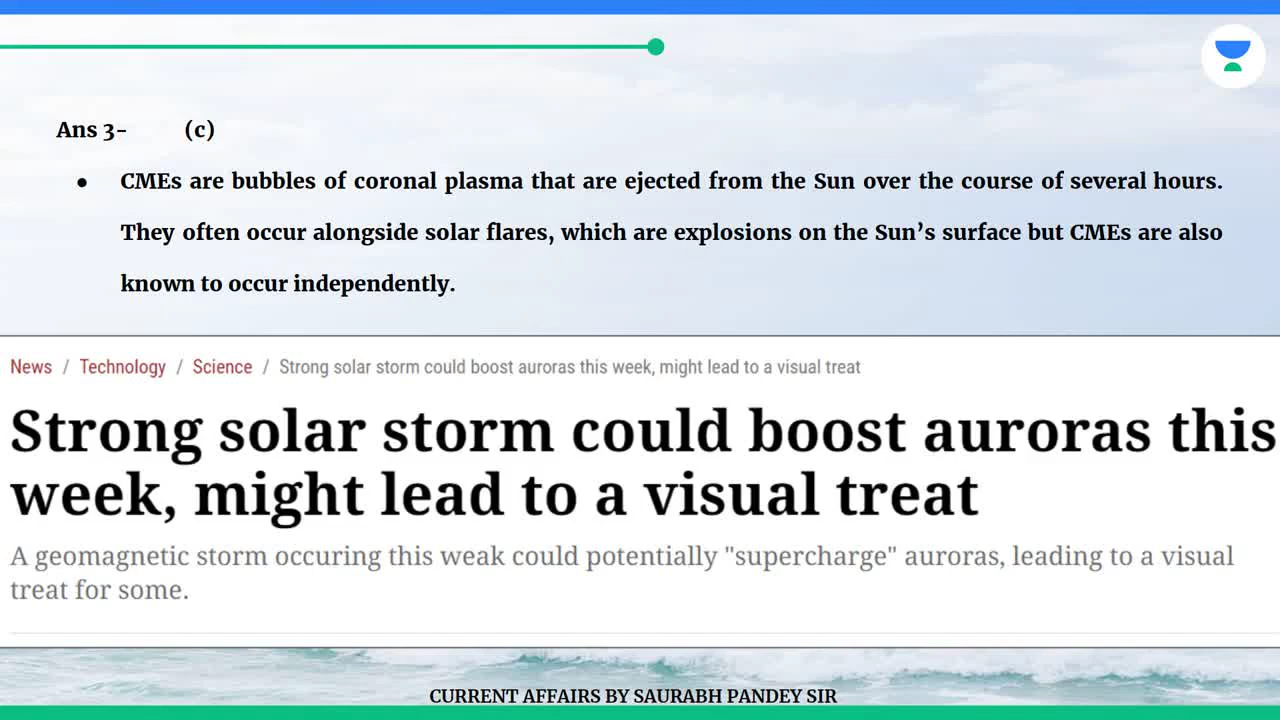 Ans 3- (c)
● CMEs are bubbles of coronal plasma that are ejected from the Sun over the course of several hours.
They often occur alongside solar flares, which are explosions on the Sun’s surface but CMEs are also
known to occur independently.
News / Technology / Science / Strong solar storm could boost auroras this week, might lead to a visual treat
Strong solar storm could boost auroras this
week, might lead to a visual treat
A geomagnetic storm occuring this weak could potentially "supercharge" auroras, leading to a visual
treat for some.
CURRENT AFFAIRS BY SAURABH PANDEY SIR